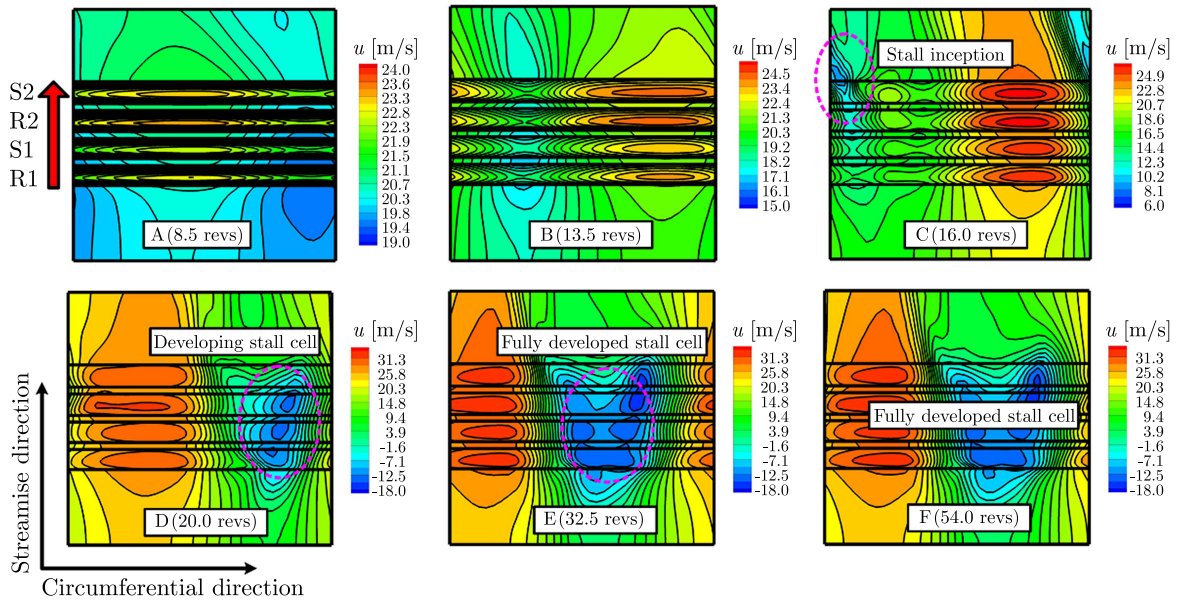 u [m/s]
24.0
23.6
23.3
22.9
22.4
21.9
21.5
21.1
20.7
20.2
19.8
19.4
19.0
S2
R2
S1
R1
A(8.5 revs)
u [m/s]
24.5
23.4
22.4
21.3
20.3
19.2
18.2
17.1
16.1
15.0
B(13.5 revs)
u [m/s]
24.9
22.8
20.7
18.6
16.5
14.4
12.3
10.2
8.1
6.0
Stall inception
C(16.0 revs)
u [m/s]
31.3
25.8
20.3
14.8
9.4
3.9
-1.6
-7.1
-12.5
-18.0
Developing stall cell
D(20.0 revs)
u [m/s]
31.3
25.8
20.3
14.8
9.4
3.9
-1.6
-7.1
-12.5
-18.0
Fully developed stall cell
E(32.5 revs)
u [m/s]
31.3
25.8
20.3
14.8
9.4
3.9
-1.6
-7.1
-12.5
-18.0
Fully developed stall cell
F(54.0 revs)
Streamise direction
Circumferential direction